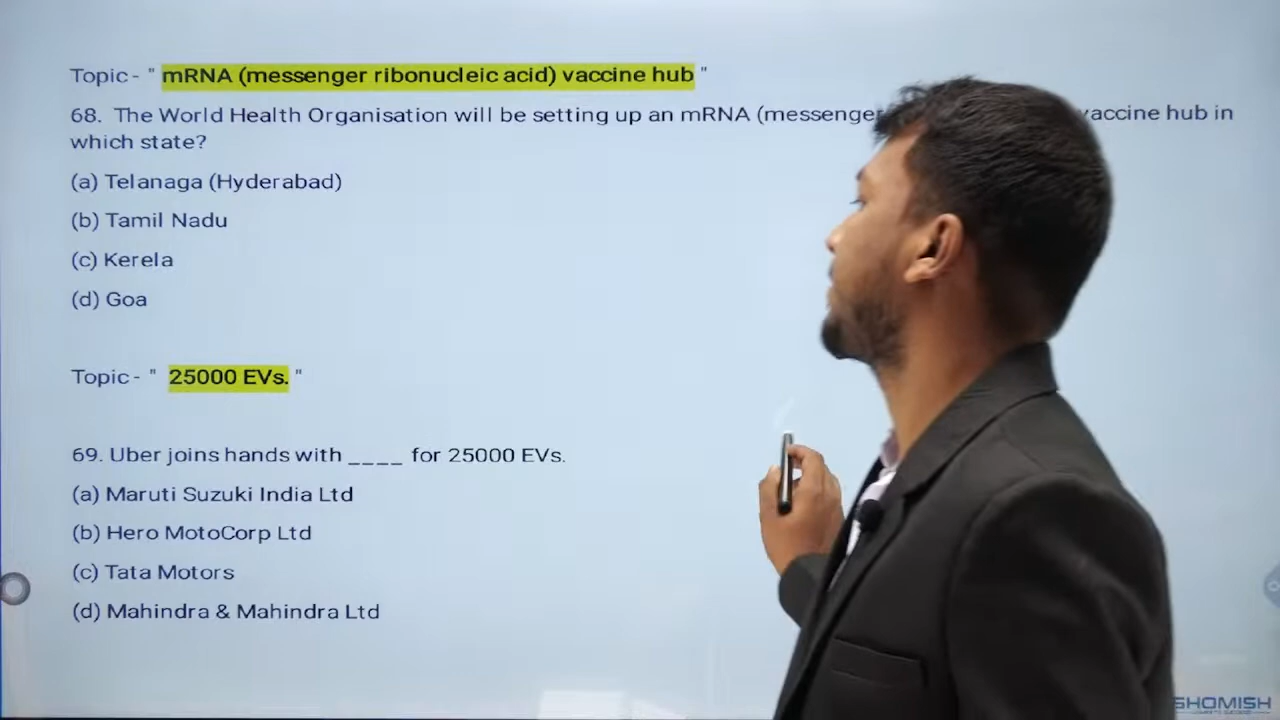 Topic - " mRNA (messenger ribonucleic acid) vaccine hub "
68. The World Health Organisation will be setting up an mRNA (messenger vaccine hub in
which state?
(a) Telanaga (Hyderabad)
(b) Tamil Nadu
(c) Kerela
(d) Goa
Topic - " 25000 EVs. "
69. Uber joins hands with ____ for 25000 EVs.
(a) Maruti Suzuki India Ltd
(b) Hero MotoCorp Ltd
(c) Tata Motors
(d) Mahindra & Mahindra Ltd
SHOMISH